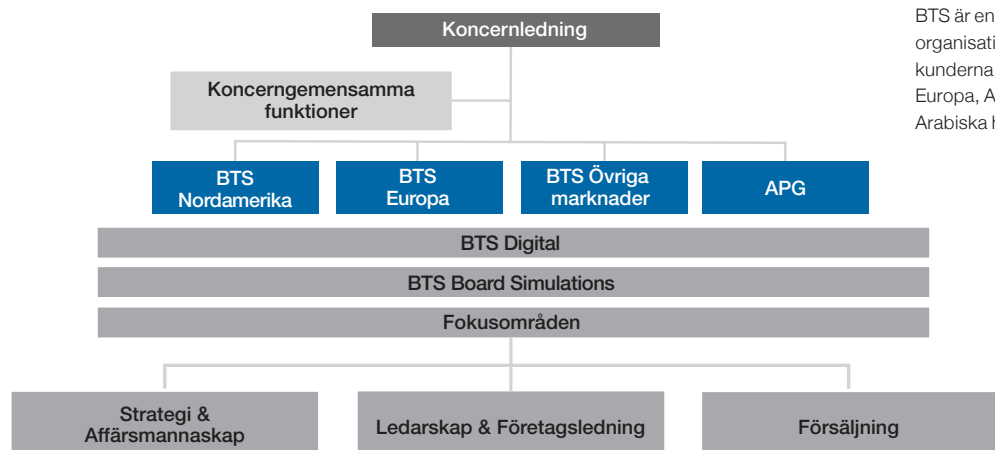 Koncernledning
Koncerngemensamma
funktioner
BTS
Nordamerika
BTS
Europa
BTS Övriga
marknader
APG
BTS Digital
BTS Board Simulations
Fokusområden
Strategi &
Affärsmannaskap
Ledarskap & Företagsledning
Försäljning
BTS är en
organisati
kunderna
Europa, A
Arabiska h